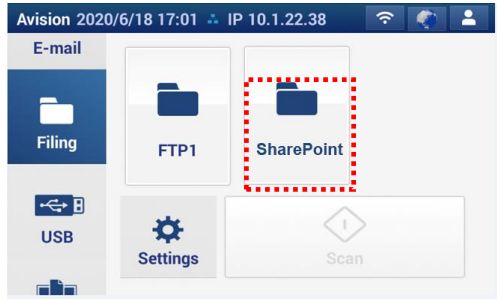 Avision 2020/6/18 17:01 IP 10.1.22.38
E-mail
Filing
FTP1
SharePoint
USB
Settings
Scan